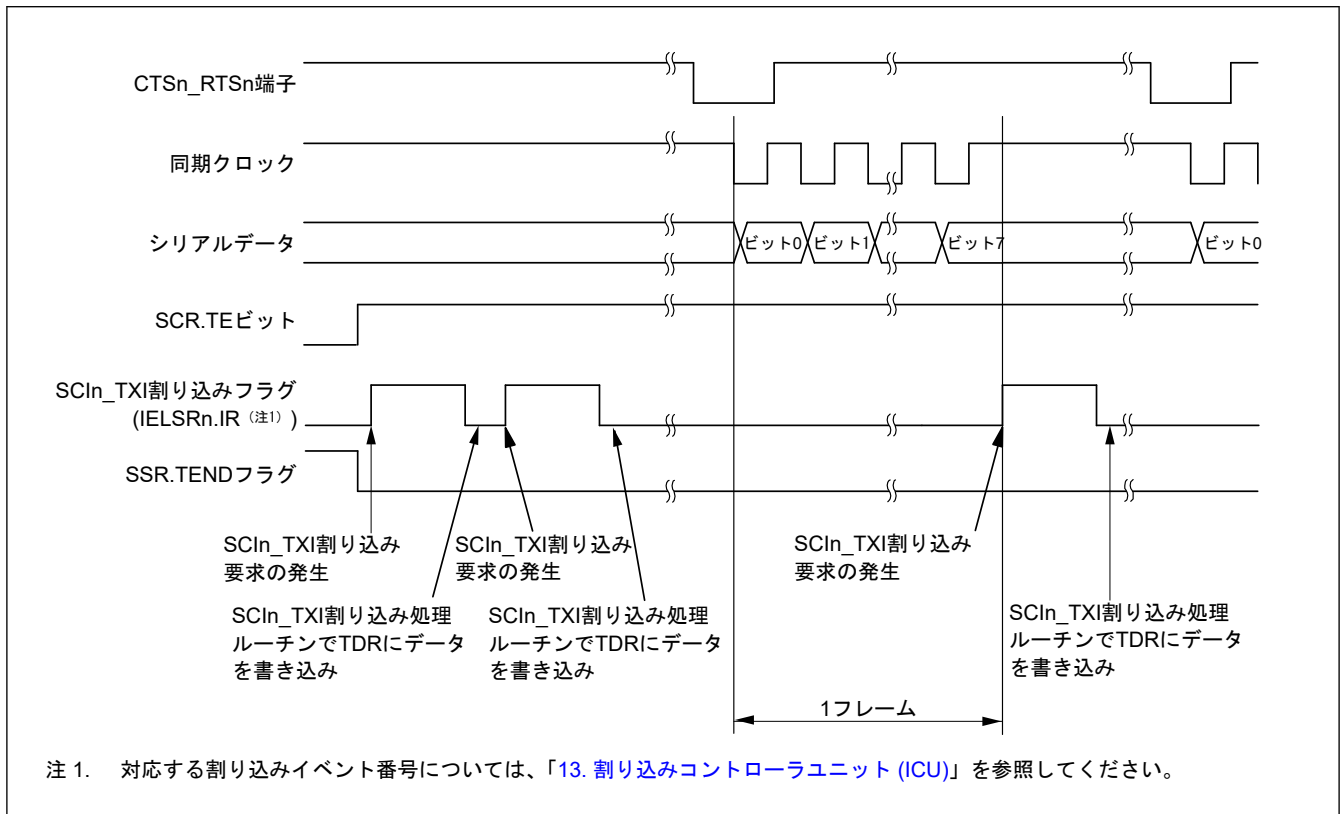 CTSn_RTSn端子
同期クロック
シリアルデータ
ビット0
ビット1
ビット7
ビット0
SCR.TEビット
SCIn_TXI割り込みフラグ
(IELSRn.IR（注1）)
SSR.TENDフラグ
SCIn_TXI割り込み
要求の発生
SCIn_TXI割り込み
要求の発生
SCIn_TXI割り込み
要求の発生
SCIn_TXI割り込み処理
ルーチンでTDRにデータ
を書き込み
SCIn_TXI割り込み処理
ルーチンでTDRにデータ
を書き込み
SCIn_TXI割り込み処理
ルーチンでTDRにデータ
を書き込み
1フレーム
注 1. 対応する割り込みイベント番号については、「13. 割り込みコントローラユニット (ICU)」を参照してください。